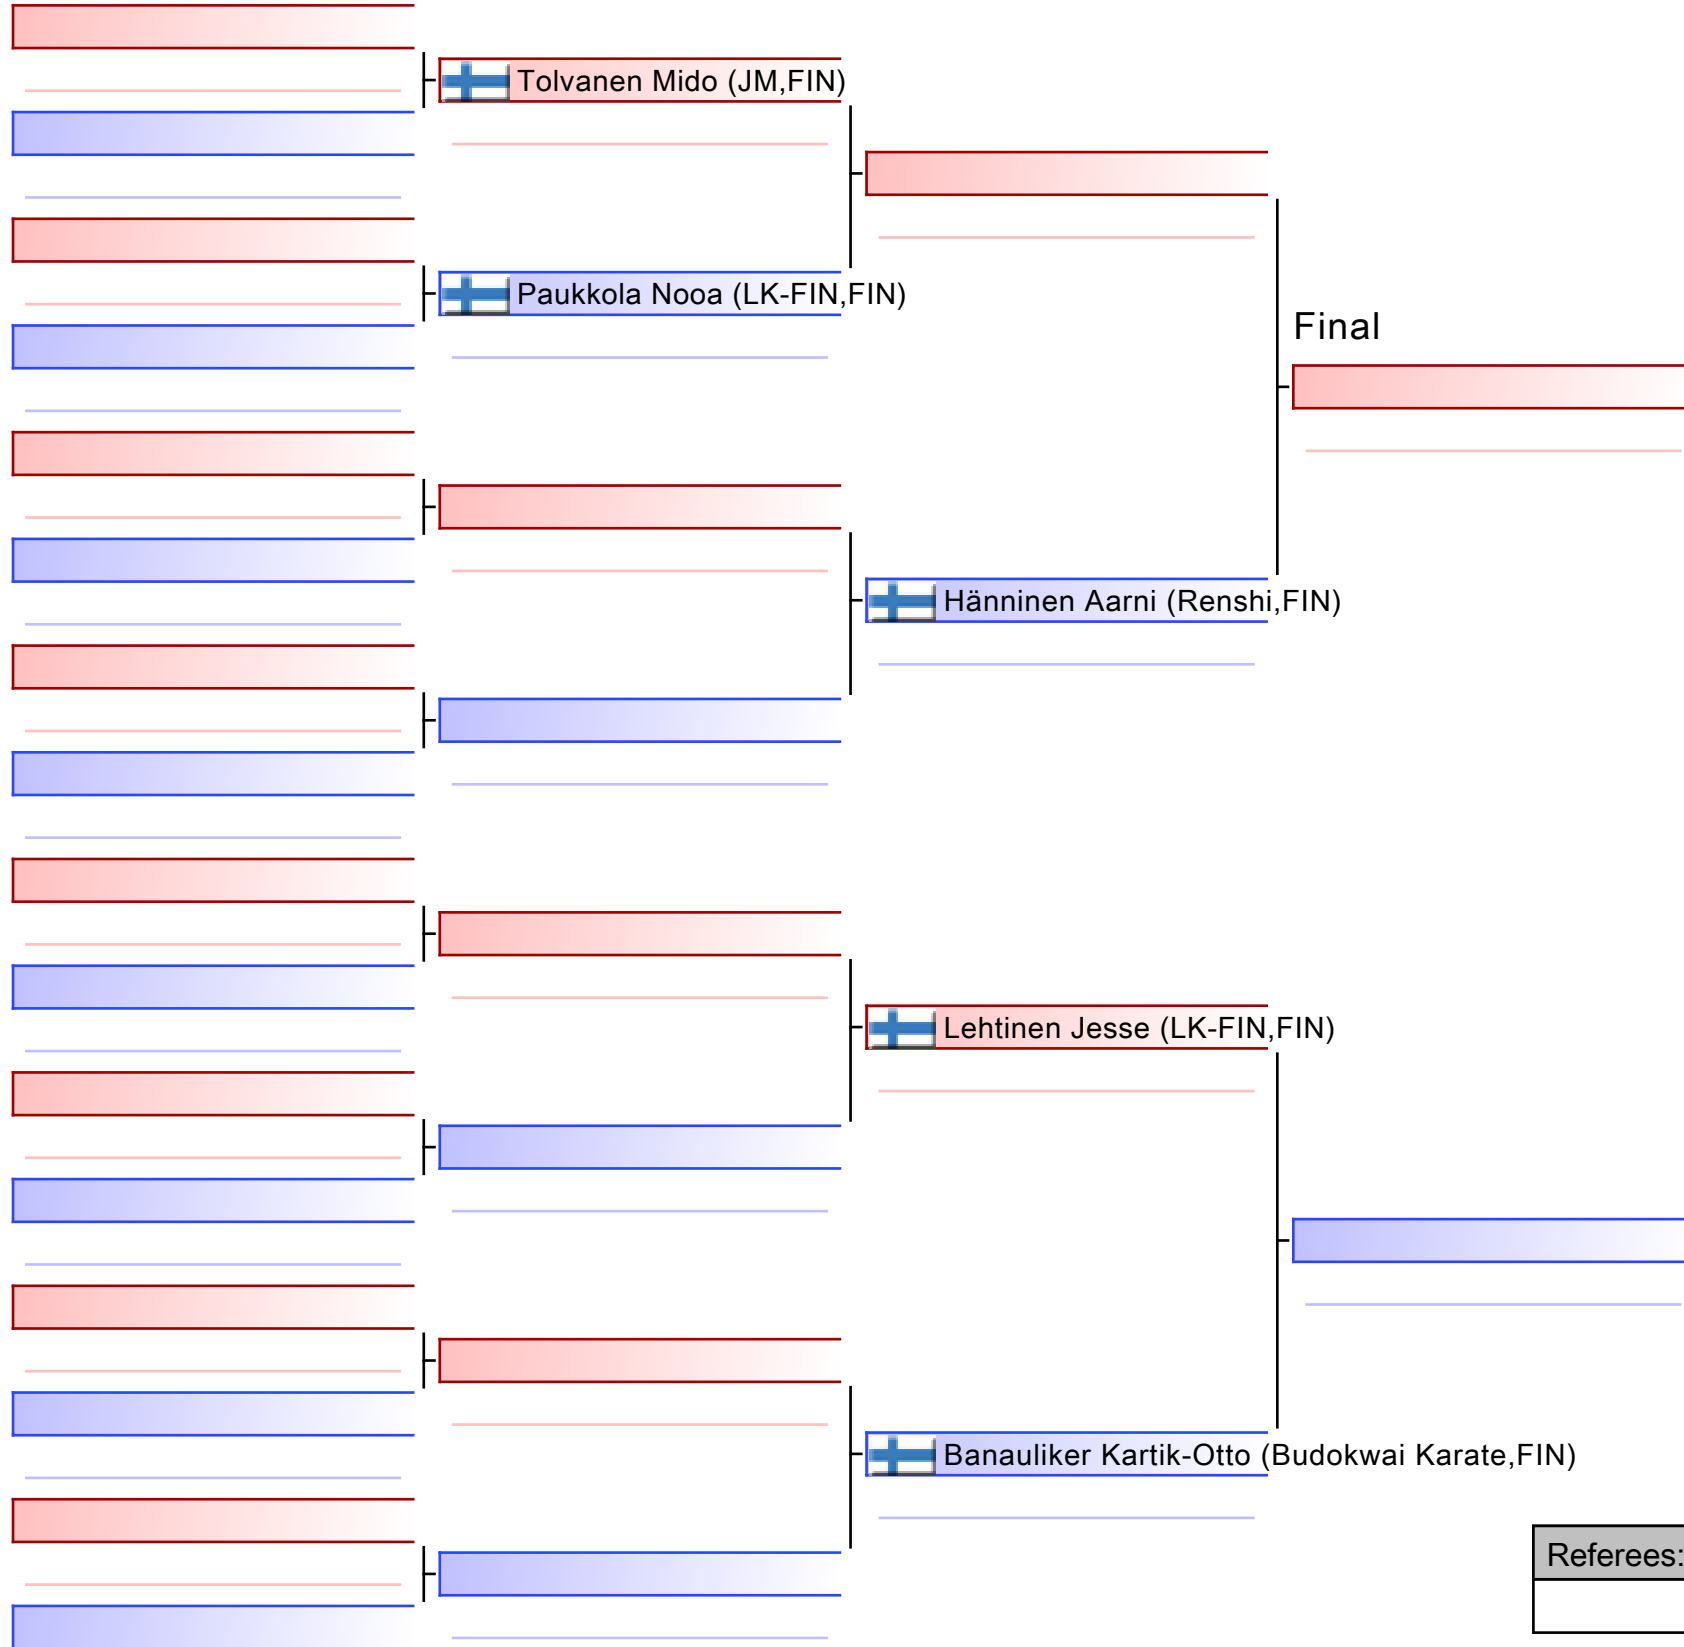 Tolvanen Mido (JM,FIN)
Paukkola Nooa (LK-FIN,FIN)
Final
Hänninen Aarni (Renshi,FIN)
Lehtinen Jesse (LK-FIN,FIN)
Banauliker Kartik-Otto (Budokwai Karate,FIN)
Referees: